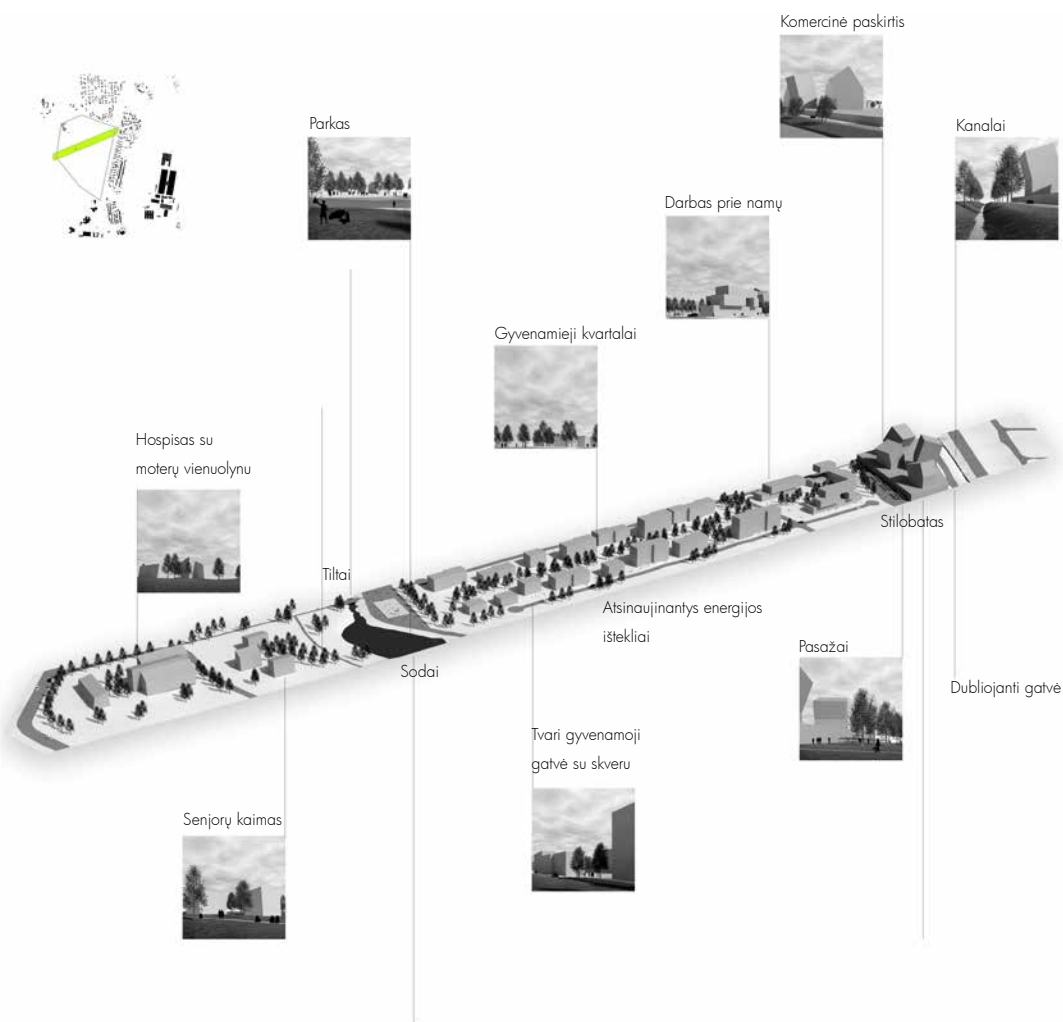 Komercinė paskirtis
Parkas
Kanalai
Darbas prie namų
Gyvenamieji kvartalai
Hospisas su
moterų vienuolynu
Stilobatas
Tiltai
Atsinaujinantys energijos
ištekliai
Sodai
Pasažai
Dubliojanti gatvė
Tvari gyvenamoji
gatvė su skveru
Senjorų kaimas